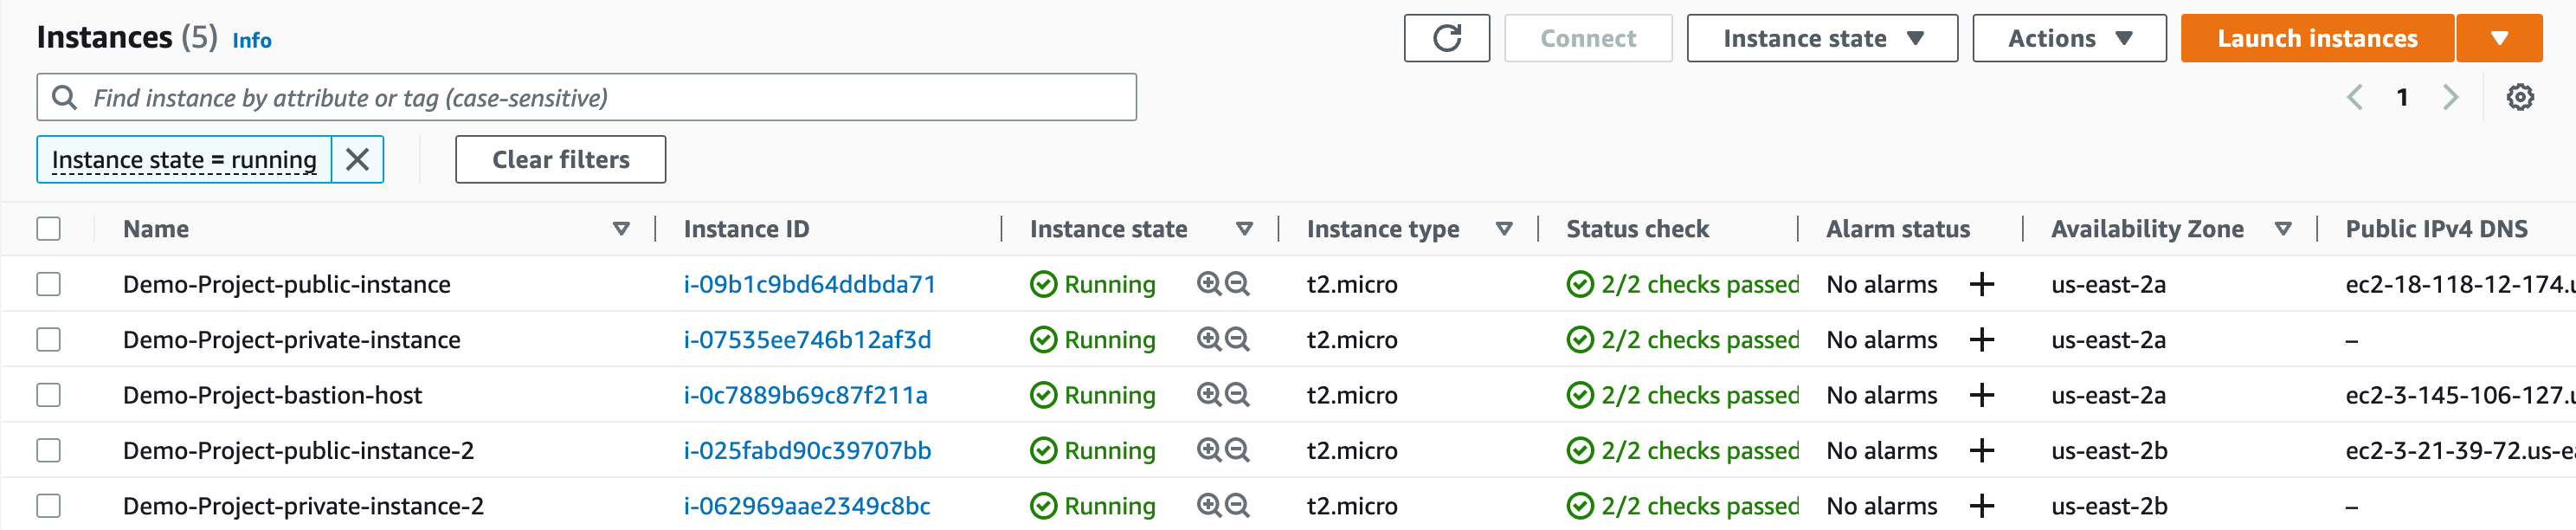 Instances (5) Info Connect Instance state Actions Launch instances
Find instance by attribute or tag (case-sensitive) 1
Instance state = running Clear filters
Name Instance ID Instance state Instance type Status check Alarm status Availability Zone Public IPv4 DNS
Demo-Project-public-instance i-09b1c9bd64ddbda71 Running t2.micro 2/2 checks passed No alarms + us-east-2a ec2-18-118-12-174.u
Demo-Project-private-instance i-07535ee746b12af3d Running t2.micro 2/2 checks passed No alarms + us-east-2a –
Demo-Project-bastion-host i-0c7889b69c87f211a Running t2.micro 2/2 checks passed No alarms + us-east-2a ec2-3-145-106-127.u
Demo-Project-public-instance-2 i-025fabd90c39707bb Running t2.micro 2/2 checks passed No alarms + us-east-2b ec2-3-21-39-72.us-ea
Demo-Project-private-instance-2 i-062969aae2349c8bc Running t2.micro 2/2 checks passed No alarms + us-east-2b –